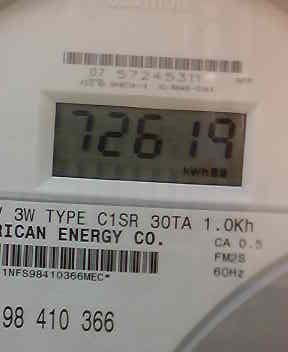 07 57245311
72619
kWh
V 3W TYPE C1SR 30TA 1.0Kh
RICAN ENERGY CO.
CA 0.5
FM2S
60Hz
1NFS98410366MEC*
98 410 366